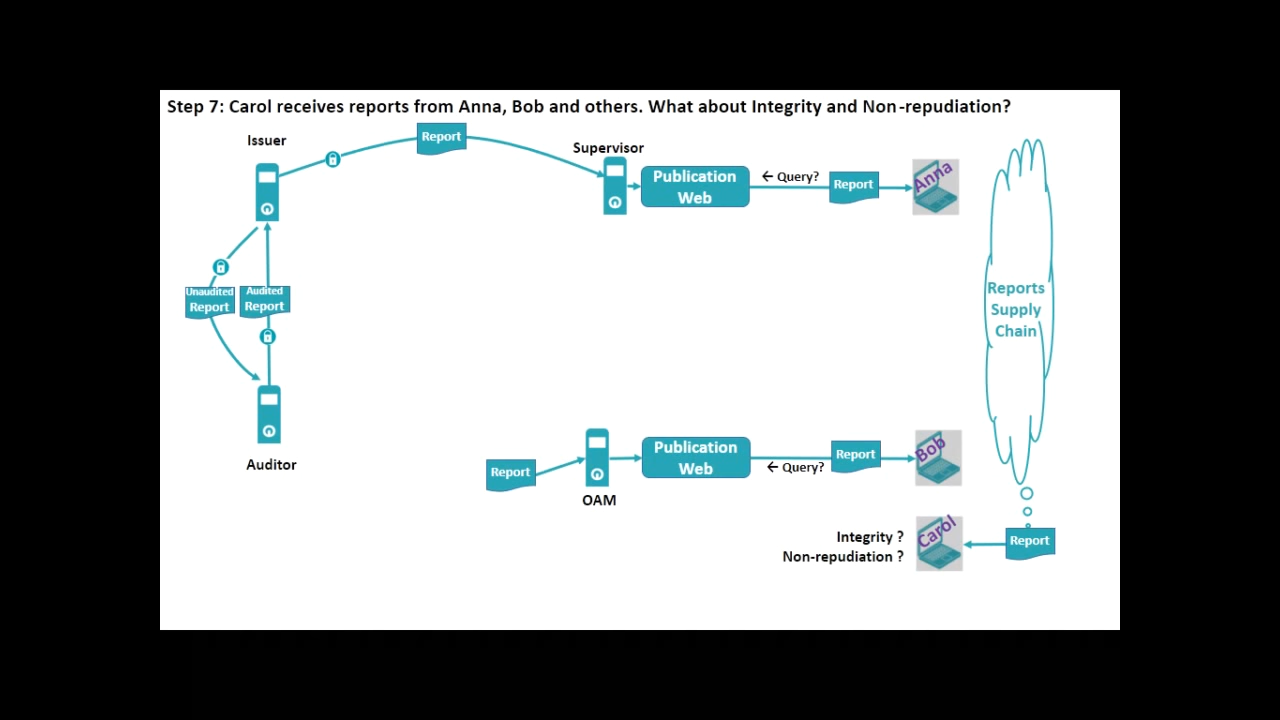 Step 7: Carol receives reports from Anna, Bob and others. What about Integrity and Non-repudiation?
Issuer
Report
Supervisor
Publication
Web
← Query?
Report
Anna
Unaudited
Report
Audited
Report
Reports
Supply
Chain
Auditor
Report
OAM
Publication
Web
← Query?
Report
Bob
Integrity ?
Non-repudiation ?
Carol
Report